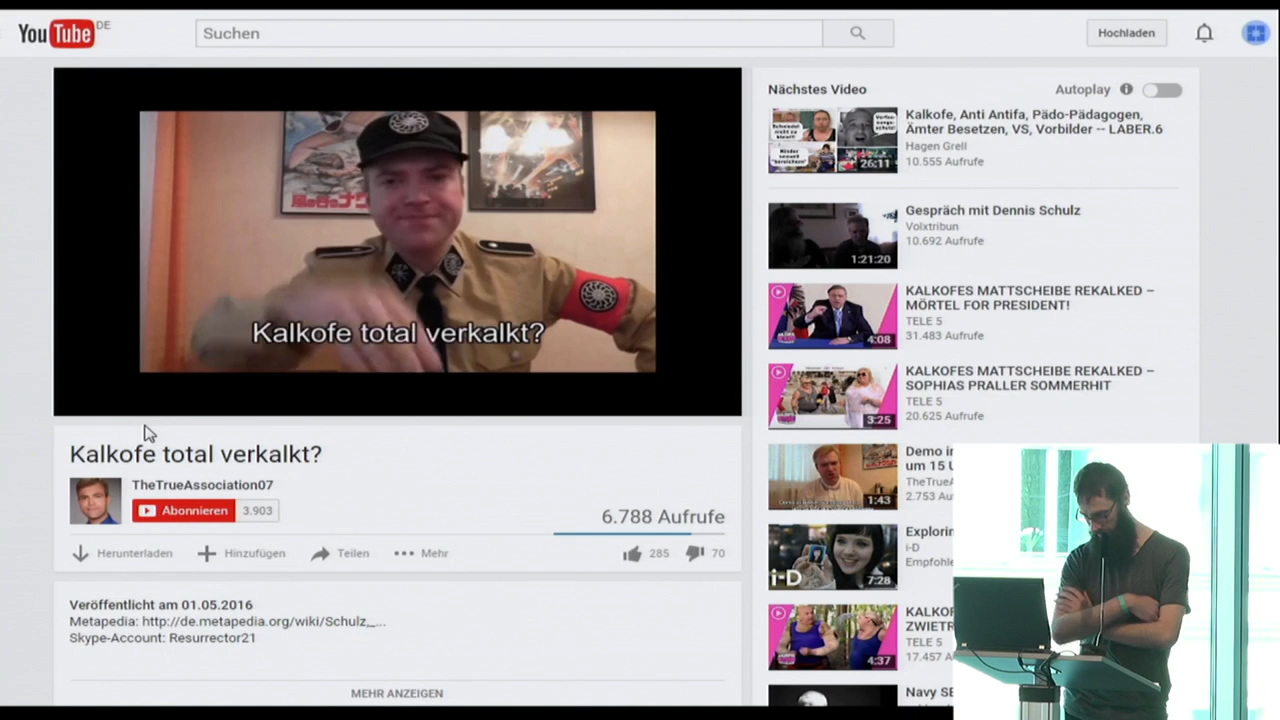 YouTube DE
Suchen
Hochladen
Kalkofe total verkalkt?
Kalkofe total verkalkt?
TheTrueAssociation07
Abonnieren 3.903
6.788 Aufrufe
Herunterladen Hinzufügen Teilen Mehr
285 70
Veröffentlicht am 01.05.2016
Metapedia: http://de.metapedia.org/wiki/Schulz,_...
Skype-Account: Resurrector21
MEHR ANZEIGEN
Nächstes Video
Autoplay
26:11
Kalkofe, Anti Antifa, Pädo-Pädagogen,
Ämter Besetzen, VS, Vorbilder -- LABER.6
Hagen Grell
10.555 Aufrufe
1:21:20
Gespräch mit Dennis Schulz
Volxtribun
10.692 Aufrufe
4:08
KALKOFES MATTSCHEIBE REKALKED –
MÖRTEL FOR PRESIDENT!
TELE 5
31.483 Aufrufe
3:25
KALKOFES MATTSCHEIBE REKALKED –
SOPHIAS PRALLER SOMMERHIT
TELE 5
20.625 Aufrufe
1:43
Demo in
um 15 U
TheTrueA
2.753 Auf
i-D
7:28
Explorin
i-D
Empfohle
4:37
KALKOF
ZWIETR
TELE 5
17.457 A
Navy SE